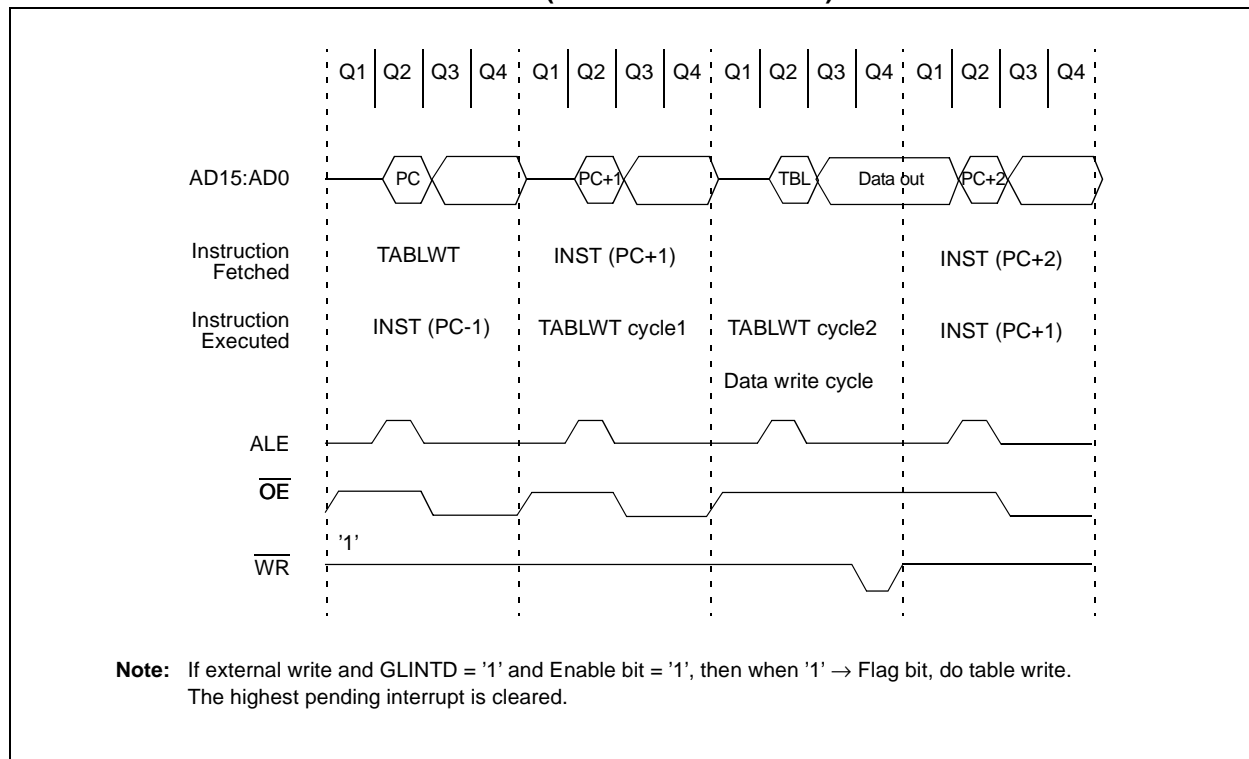 Q1 Q2 Q3 Q4 Q1 Q2 Q3 Q4 Q1 Q2 Q3 Q4 Q1 Q2 Q3 Q4
AD15:AD0 PC PC+1 TBL Data out PC+2
Instruction
Fetched
TABLWT INST (PC+1) INST (PC+2)
Instruction
Executed
INST (PC-1) TABLWT cycle1 TABLWT cycle2 INST (PC+1)
Data write cycle
ALE
OE
'1'
WR
Note: If external write and GLINTD = '1' and Enable bit = '1', then when '1' → Flag bit, do table write.
The highest pending interrupt is cleared.